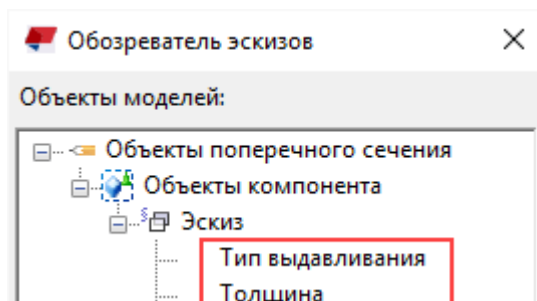 Обозреватель эскизов
Объекты моделей:
Объекты поперечного сечения
Объекты компонента
Эскиз
Тип выдавливания
Толщина